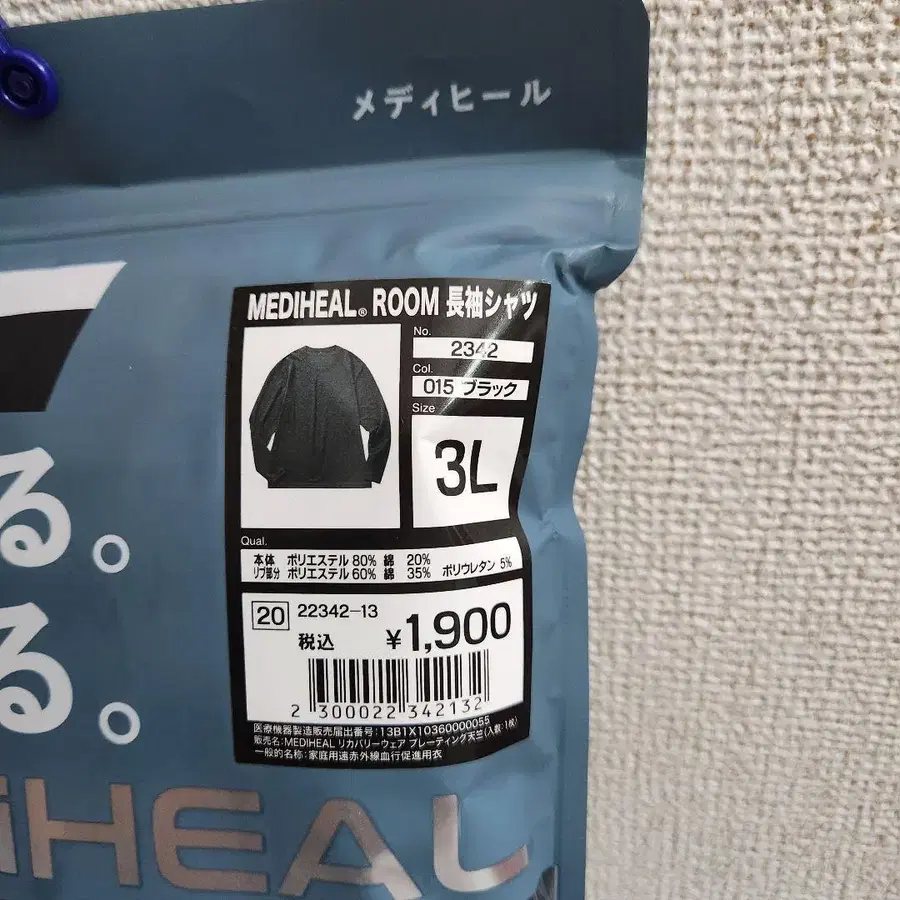 メディヒール
MEDIHEAL® ROOM 長袖シャツ
No.
2342
Col.
015 ブラック
Size
3L
Qual.
本体 ポリエステル 80% 綿 20%
リブ部分 ポリエステル 60% 綿 35% ポリウレタン 5%
20 22342-13
税込 ¥1,900
2 300022 342132
医療機器製造販売届出番号:13B1X10360000055
販売名:MEDIHEAL リカバリーウェア プレーティング天竺(入数:1枚)
一般的名称:家庭用遠赤外線血行促進用衣
る。
る。
iHEAL